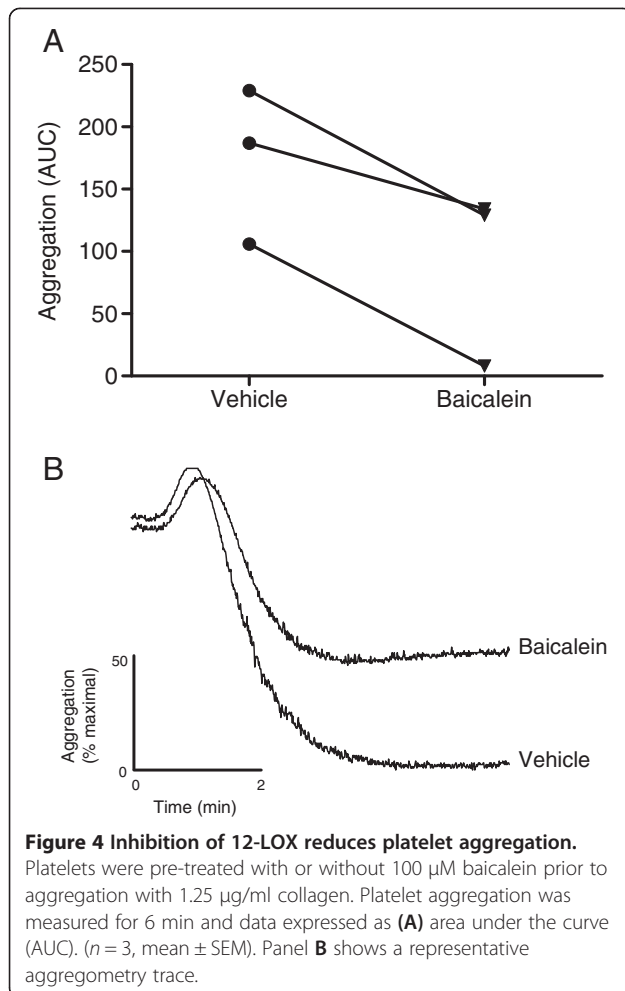 A
250
200
150
100
50
0
Aggregation (AUC)
Vehicle Baicalein
B
Baicalein
50
Aggregation
(% maximal)
Vehicle
0
0 2
Time (min)
Figure 4 Inhibition of 12-LOX reduces platelet aggregation.
Platelets were pre-treated with or without 100 μM baicalein prior to
aggregation with 1.25 μg/ml collagen. Platelet aggregation was
measured for 6 min and data expressed as (A) area under the curve
(AUC). (n = 3, mean ± SEM). Panel B shows a representative
aggregometry trace.